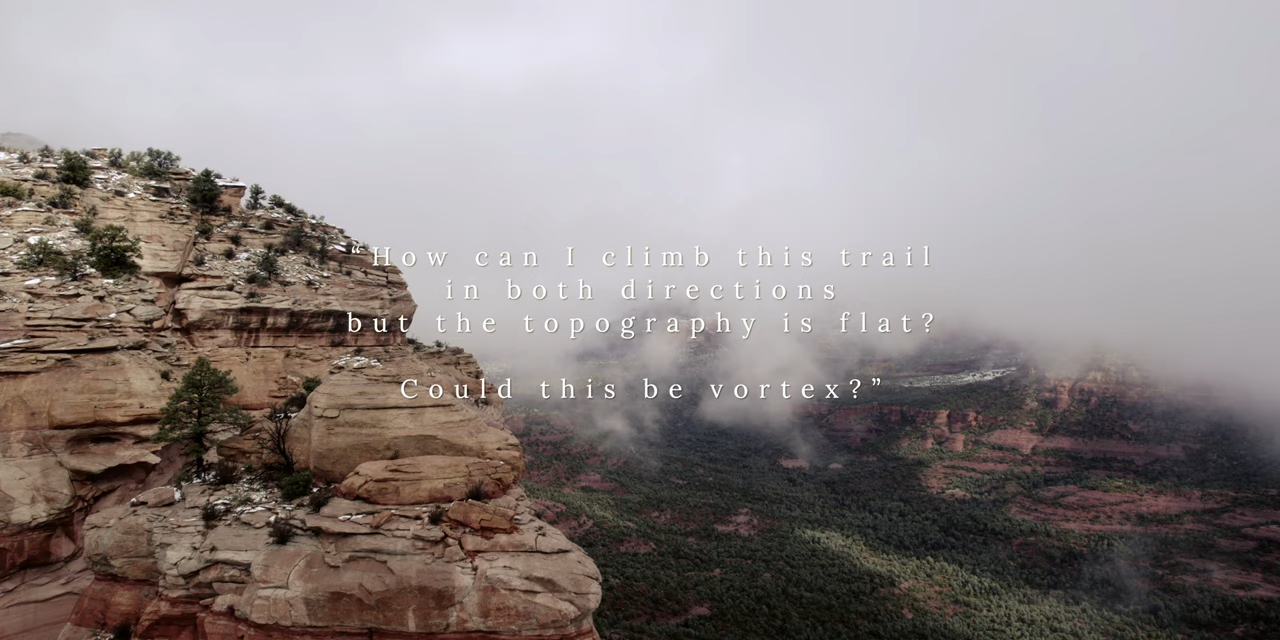 “How can I climb this trail
in both directions
but the topography is flat?
Could this be vortex?”